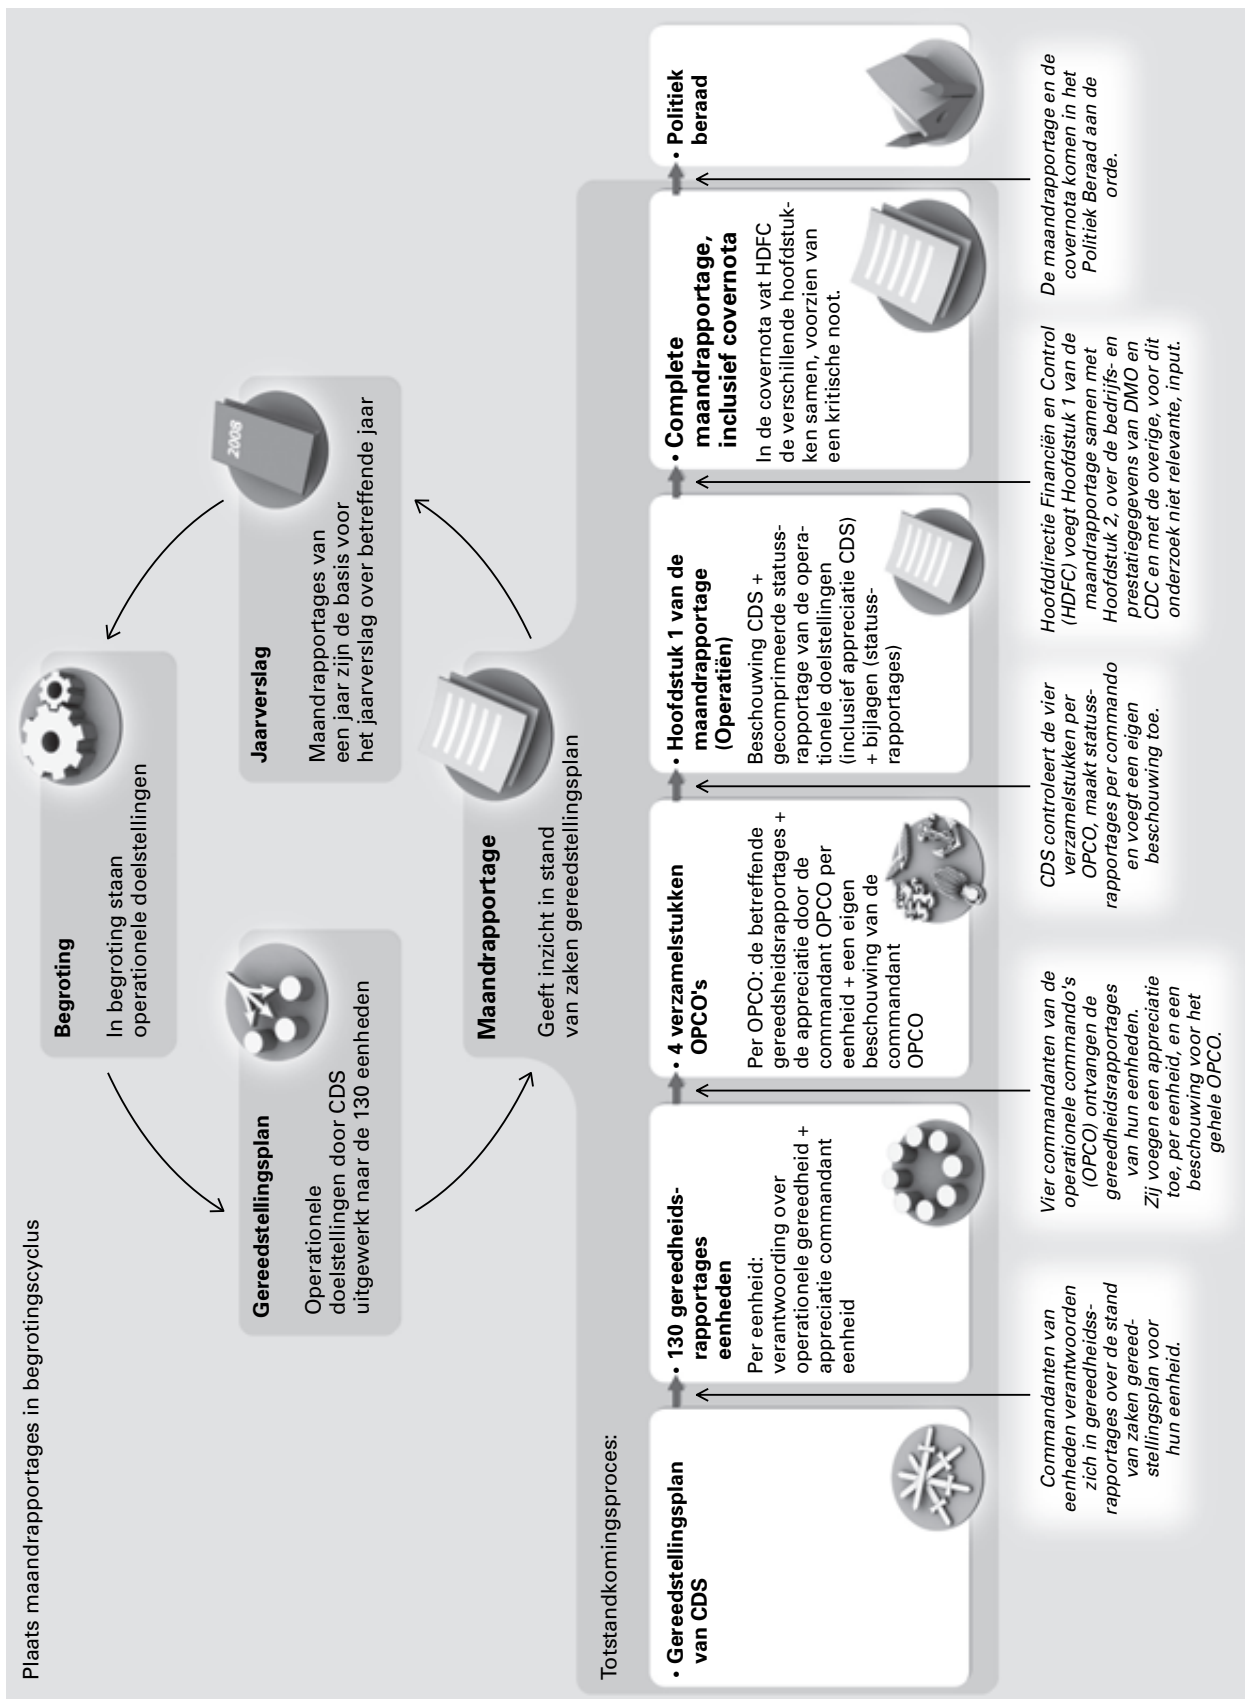 Plaats maandrapportages in begrotingscyclus
Begroting
In begroting staan
operationele doelstellingen
Gereedstellingsplan
Operationele
doelstellingen door CDS
uitgewerkt naar de 130 eenheden
Jaarverslag
Maandrapportages van
een jaar zijn de basis voor
het jaarverslag over betreffende jaar
2008
Maandrapportage
Geeft inzicht in stand
van zaken gereedstellingsplan
Totstandkomingsproces:
• Gereedstellingsplan
van CDS
• 130 gereedheids-
rapportages
eenheden
Per eenheid:
verantwoording over
operationele gereedheid +
appreciatie commandant
eenheid
• 4 verzamelstukken
OPCO's
Per OPCO: de betreffende
gereedsheidsrapportages +
de appreciatie door de
commandant OPCO per
eenheid + een eigen
beschouwing van de
commandant
OPCO
• Hoofdstuk 1 van de
maandrapportage
(Operatiën)
Beschouwing CDS +
gecomprimeerde statuss-
rapportage van de opera-
tionele doelstellingen
(inclusief appreciatie CDS)
+ bijlagen (statuss-
rapportages)
• Complete
maandrapportage,
inclusief covernota
In de covernota vat HDFC
de verschillende hoofdstuk-
ken samen, voorzien van
een kritische noot.
• Politiek
beraad
Commandanten van
eenheden verantwoorden
zich in gereedheidss-
rapportages over de stand
van zaken gereed-
stellingsplan voor
hun eenheid.
Vier commandanten van de
operationele commando's
(OPCO) ontvangen de
gereedheidsrapportages
van hun eenheden.
Zij voegen een appreciatie
toe, per eenheid, en een
beschouwing voor het
gehele OPCO.
CDS controleert de vier
verzamelstukken per
OPCO, maakt statuss-
rapportages per commando
en voegt een eigen
beschouwing toe.
Hoofddirectie Financiën en Control
(HDFC) voegt Hoofdstuk 1 van de
maandrapportage samen met
Hoofdstuk 2, over de bedrijfs- en
prestatiegegevens van DMO en
CDC en met de overige, voor dit
onderzoek niet relevante, input.
De maandrapportage en de
covernota komen in het
Politiek Beraad aan de
orde.